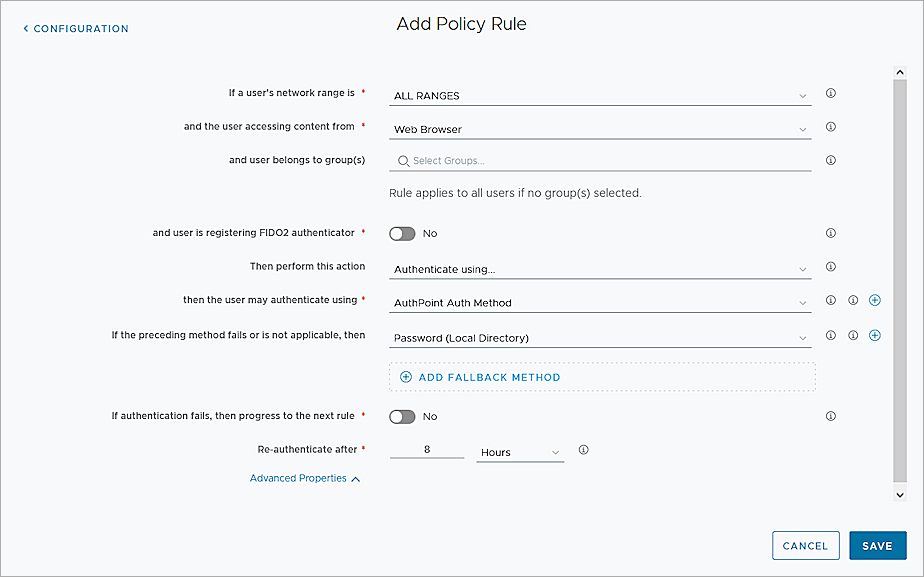 CONFIGURATION
Add Policy Rule
If a user's network range is * ALL RANGES
and the user accessing content from * Web Browser
and user belongs to group(s) Select Groups...
Rule applies to all users if no group(s) selected.
and user is registering FIDO2 authenticator * No
Then perform this action Authenticate using...
then the user may authenticate using * AuthPoint Auth Method
If the preceding method fails or is not applicable, then Password (Local Directory)
ADD FALLBACK METHOD
If authentication fails, then progress to the next rule * No
Re-authenticate after * 8 Hours
Advanced Properties
CANCEL SAVE